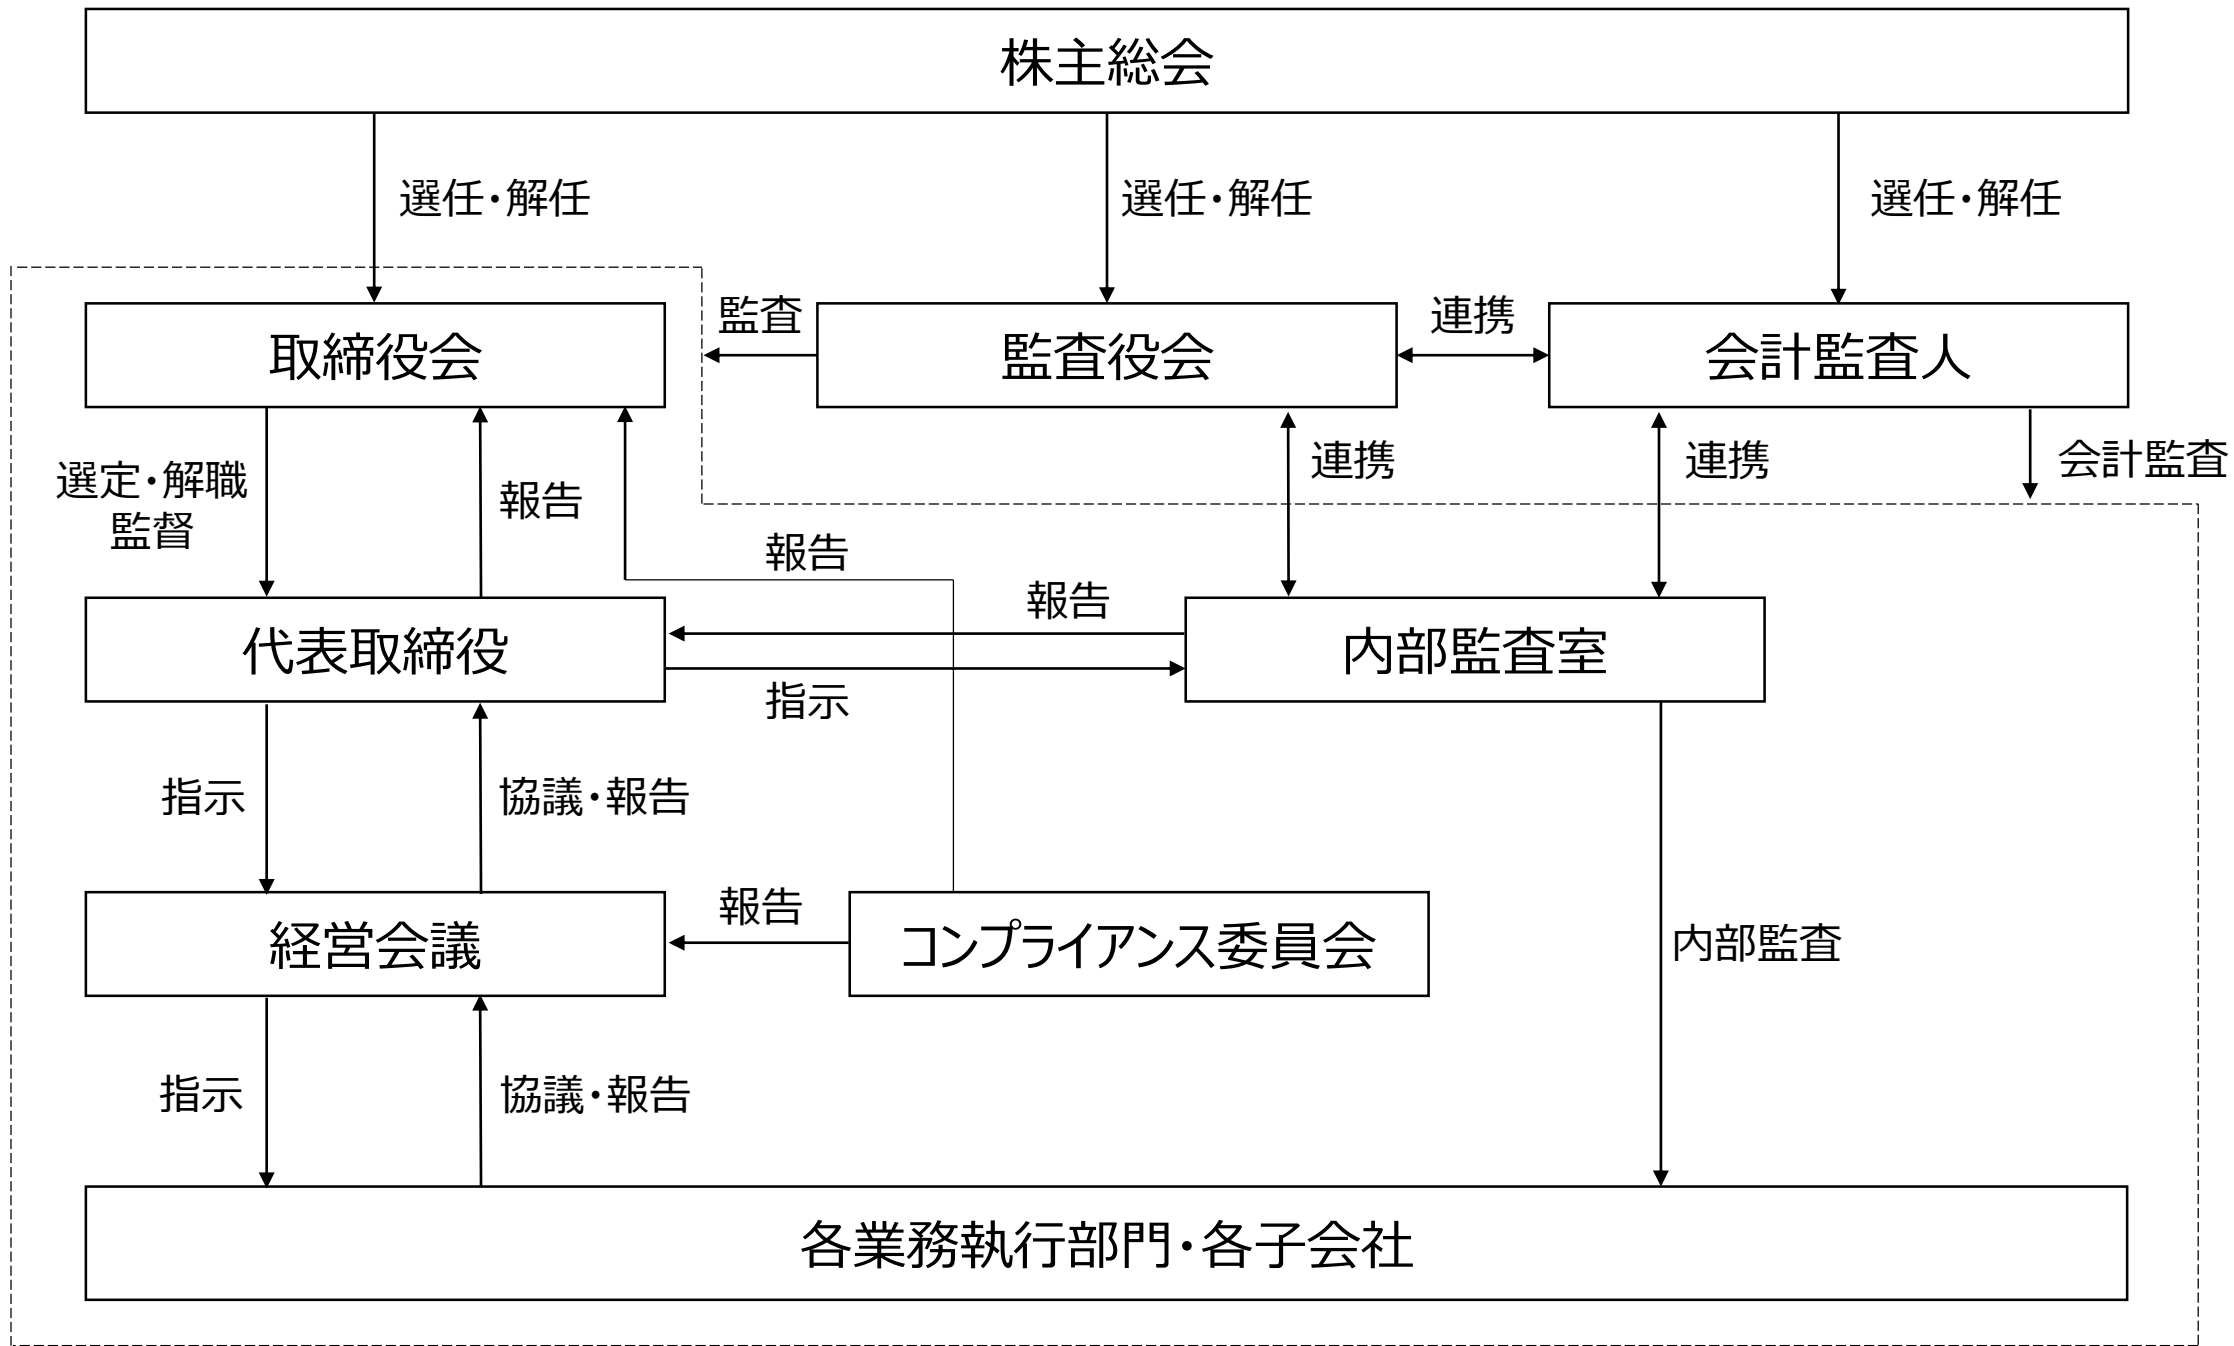 株主総会
選任・解任
選任・解任
選任・解任
監査
連携
取締役会
監査役会
会計監査人
選定・解職
監督
報告
連携
連携
会計監査
報告
報告
代表取締役
内部監査室
指示
指示
協議・報告
報告
経営会議
コンプライアンス委員会
内部監査
指示
協議・報告
各業務執行部門・各子会社